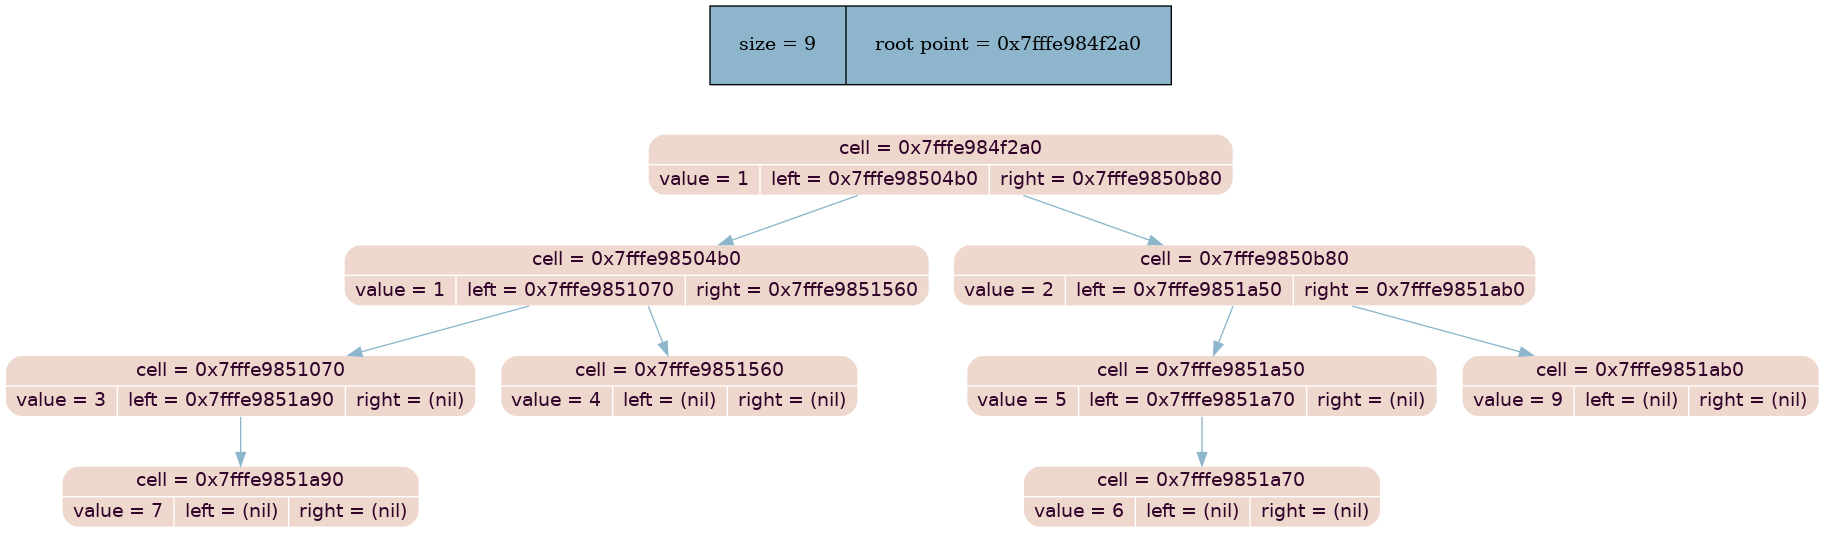 size = 9 root point = 0x7fffe984f2a0
cell = 0x7fffe984f2a0
value = 1 left = 0x7fffe98504b0 right = 0x7fffe9850b80
cell = 0x7fffe98504b0
value = 1 left = 0x7fffe9851070 right = 0x7fffe9851560
cell = 0x7fffe9850b80
value = 2 left = 0x7fffe9851a50 right = 0x7fffe9851ab0
cell = 0x7fffe9851070
value = 3 left = 0x7fffe9851a90 right = (nil)
cell = 0x7fffe9851560
value = 4 left = (nil) right = (nil)
cell = 0x7fffe9851a50
value = 5 left = 0x7fffe9851a70 right = (nil)
cell = 0x7fffe9851ab0
value = 9 left = (nil) right = (nil)
cell = 0x7fffe9851a90
value = 7 left = (nil) right = (nil)
cell = 0x7fffe9851a70
value = 6 left = (nil) right = (nil)